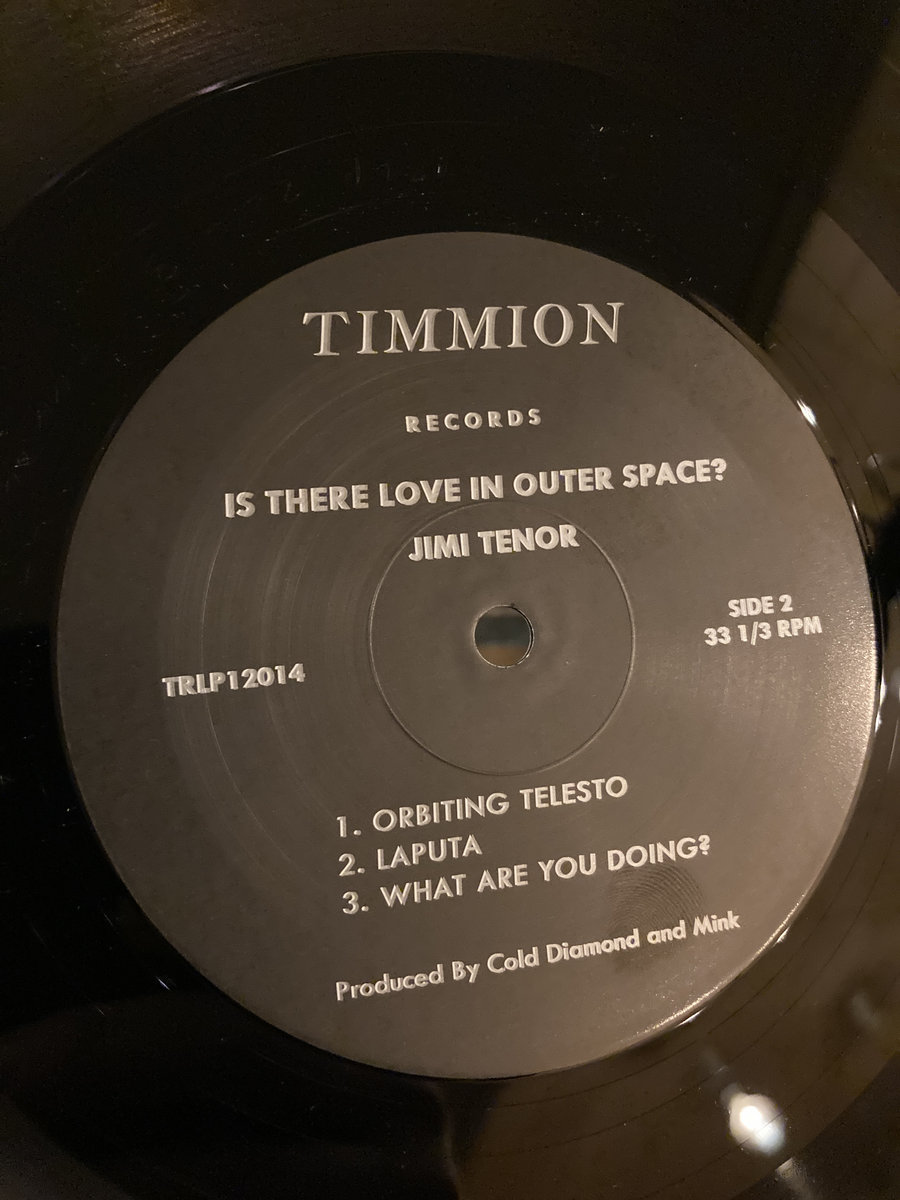 TIMMION
RECORDS
IS THERE LOVE IN OUTER SPACE?
JIMI TENOR
SIDE 2
33 1/3 RPM
TRLP12014
1. ORBITING TELESTO
2. LAPUTA
3. WHAT ARE YOU DOING?
Produced By Cold Diamond and Mink